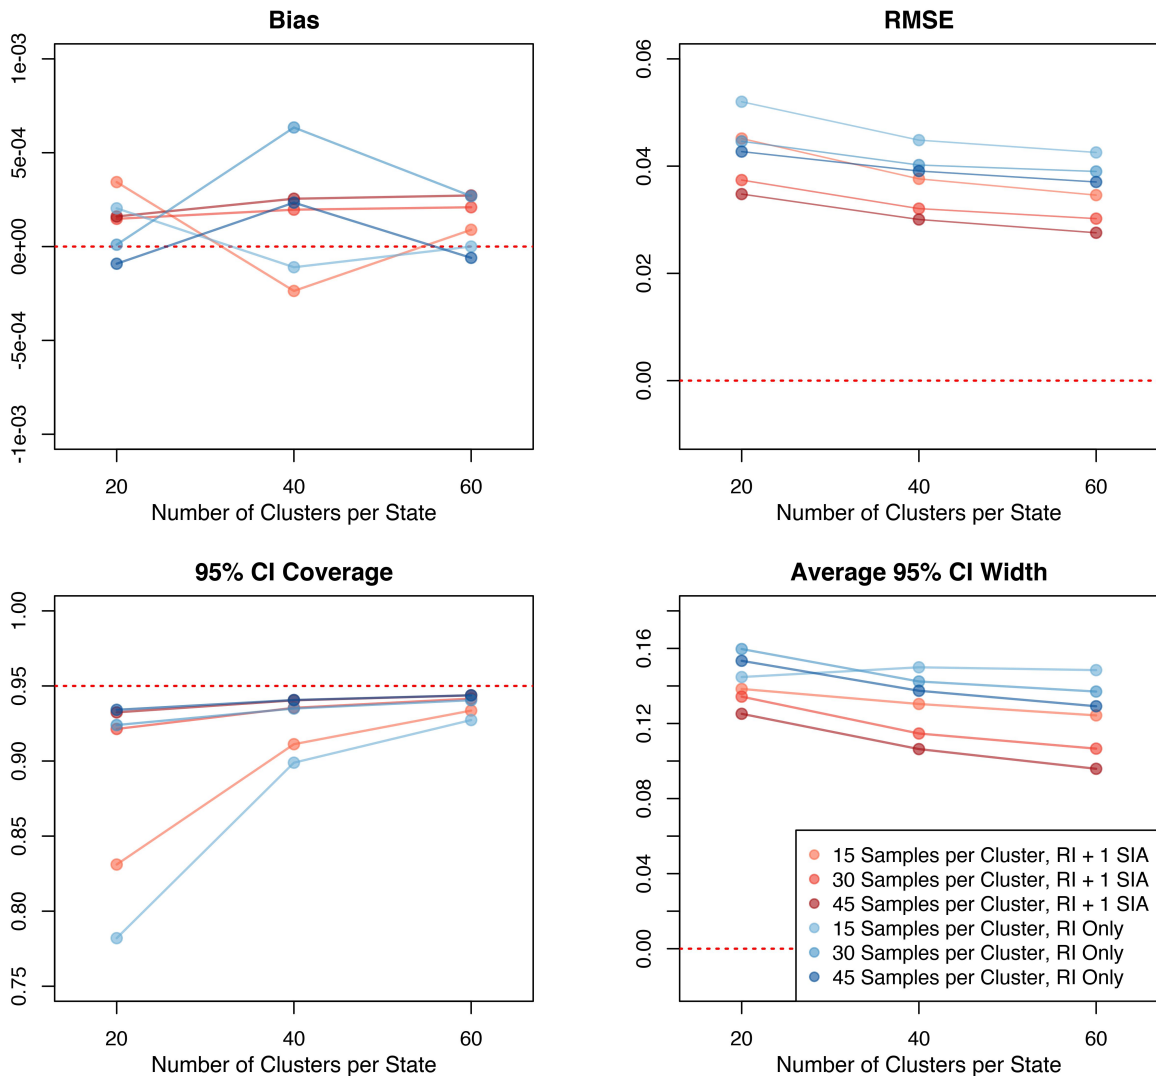 Bias
1e-03
5e-04
0e+00
-5e-04
-1e-03
20 40 60
Number of Clusters per State
RMSE
0.06
0.04
0.02
0.00
20 40 60
Number of Clusters per State
95% CI Coverage
1.00
0.95
0.90
0.85
0.80
0.75
20 40 60
Number of Clusters per State
Average 95% CI Width
0.16
0.12
0.08
0.04
0.00
15 Samples per Cluster, RI + 1 SIA
30 Samples per Cluster, RI + 1 SIA
45 Samples per Cluster, RI + 1 SIA
15 Samples per Cluster, RI Only
30 Samples per Cluster, RI Only
45 Samples per Cluster, RI Only
20 40 60
Number of Clusters per State